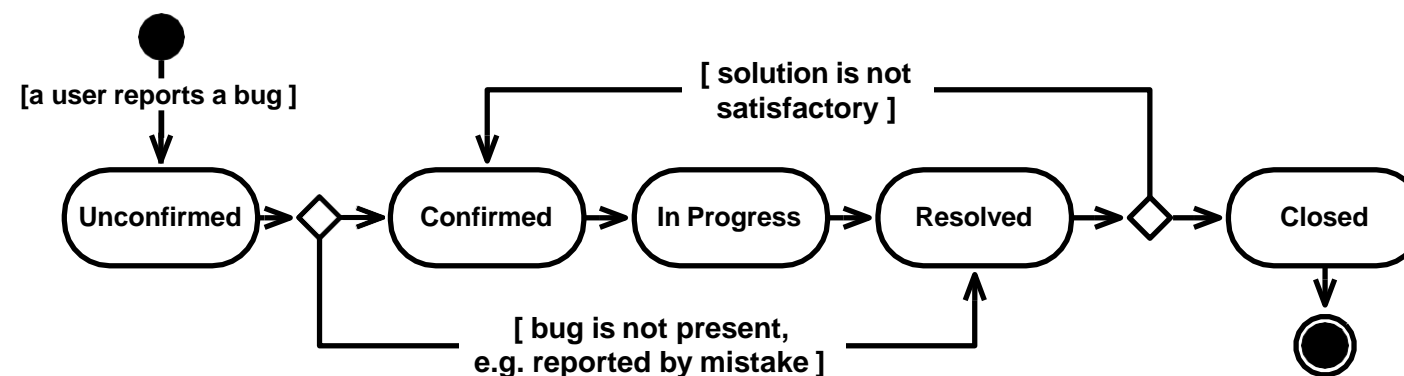 [ solution is not
satisfactory ]
[a user reports a bug ]
Unconfirmed
Confirmed
In Progress
Resolved
Closed
[ bug is not present,
e.g. reported by mistake ]